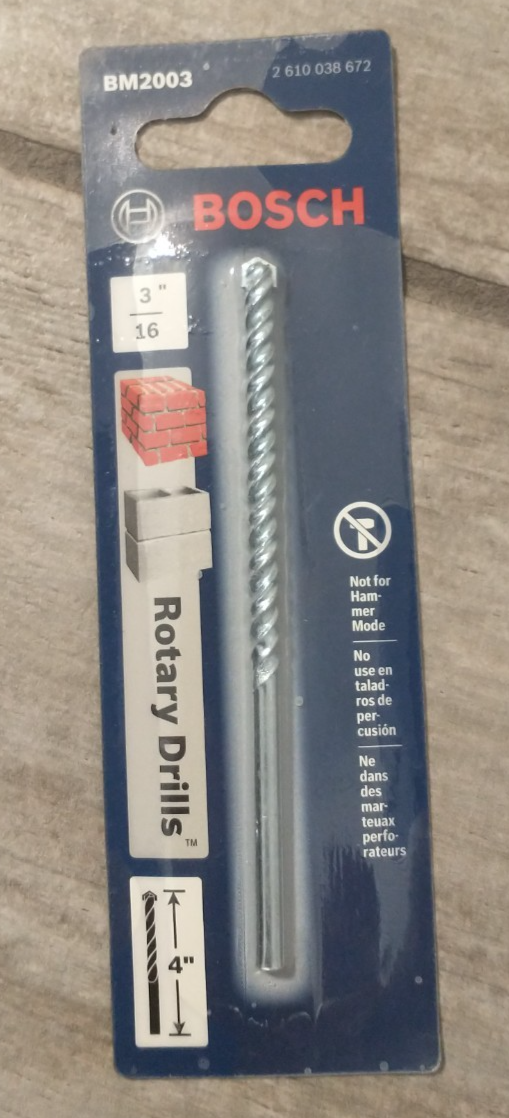 BM2003
2 610 038 672
BOSCH
3"
16
Rotary Drills™
4"
Not for
Ham-
mer
Mode
No
use en
talad-
ros de
per-
cusión
Ne
dans
des
mar-
teuax
perfo-
rateurs